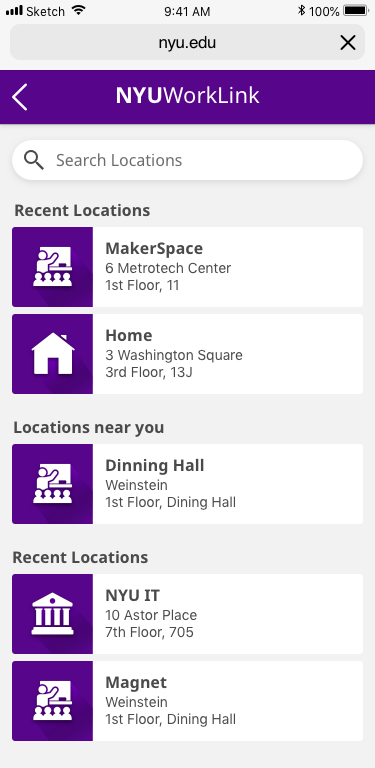 Sketch
9:41 AM
100%
nyu.edu
NYUWorkLink
Search Locations
Recent Locations
MakerSpace
6 Metrotech Center
1st Floor, 11
Home
3 Washington Square
3rd Floor, 13J
Locations near you
Dinning Hall
Weinstein
1st Floor, Dining Hall
Recent Locations
NYU IT
10 Astor Place
7th Floor, 705
Magnet
Weinstein
1st Floor, Dining Hall